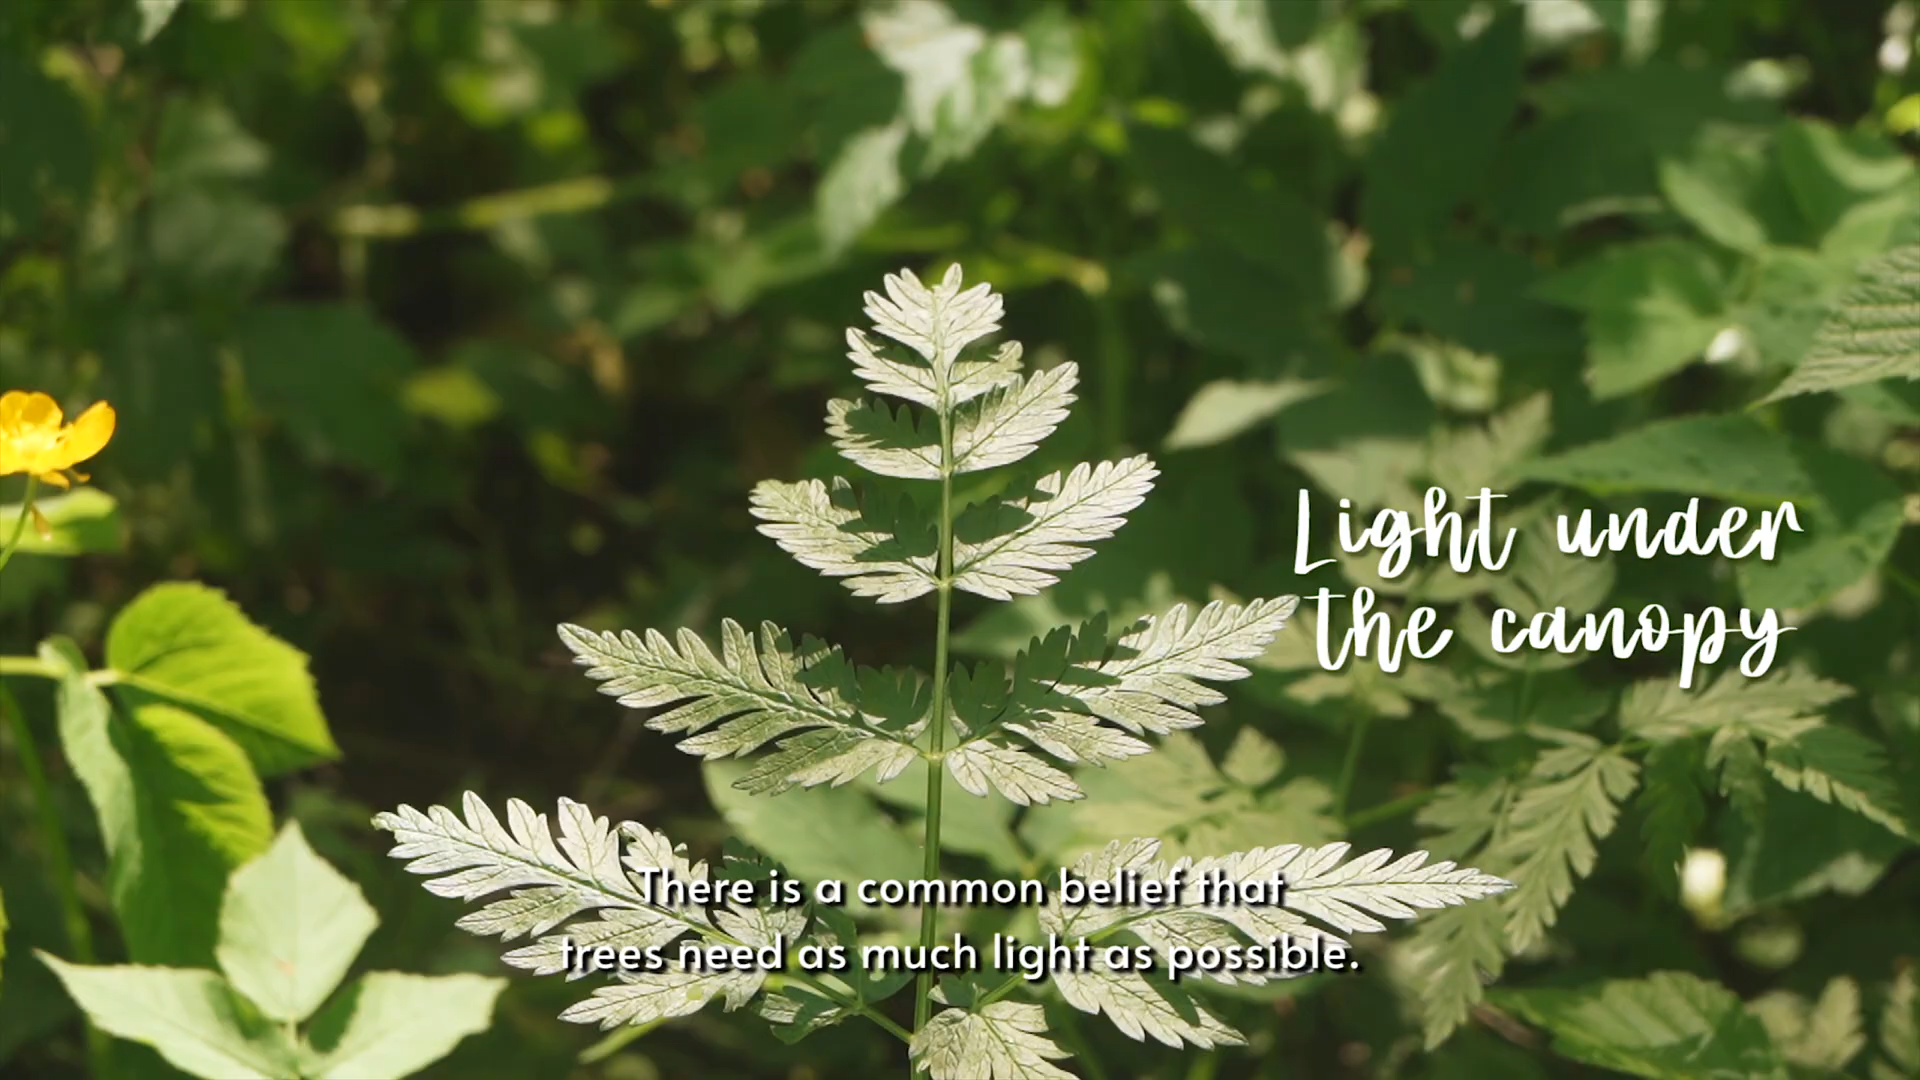 Light under
the canopy
There is a common belief that
trees need as much light as possible.